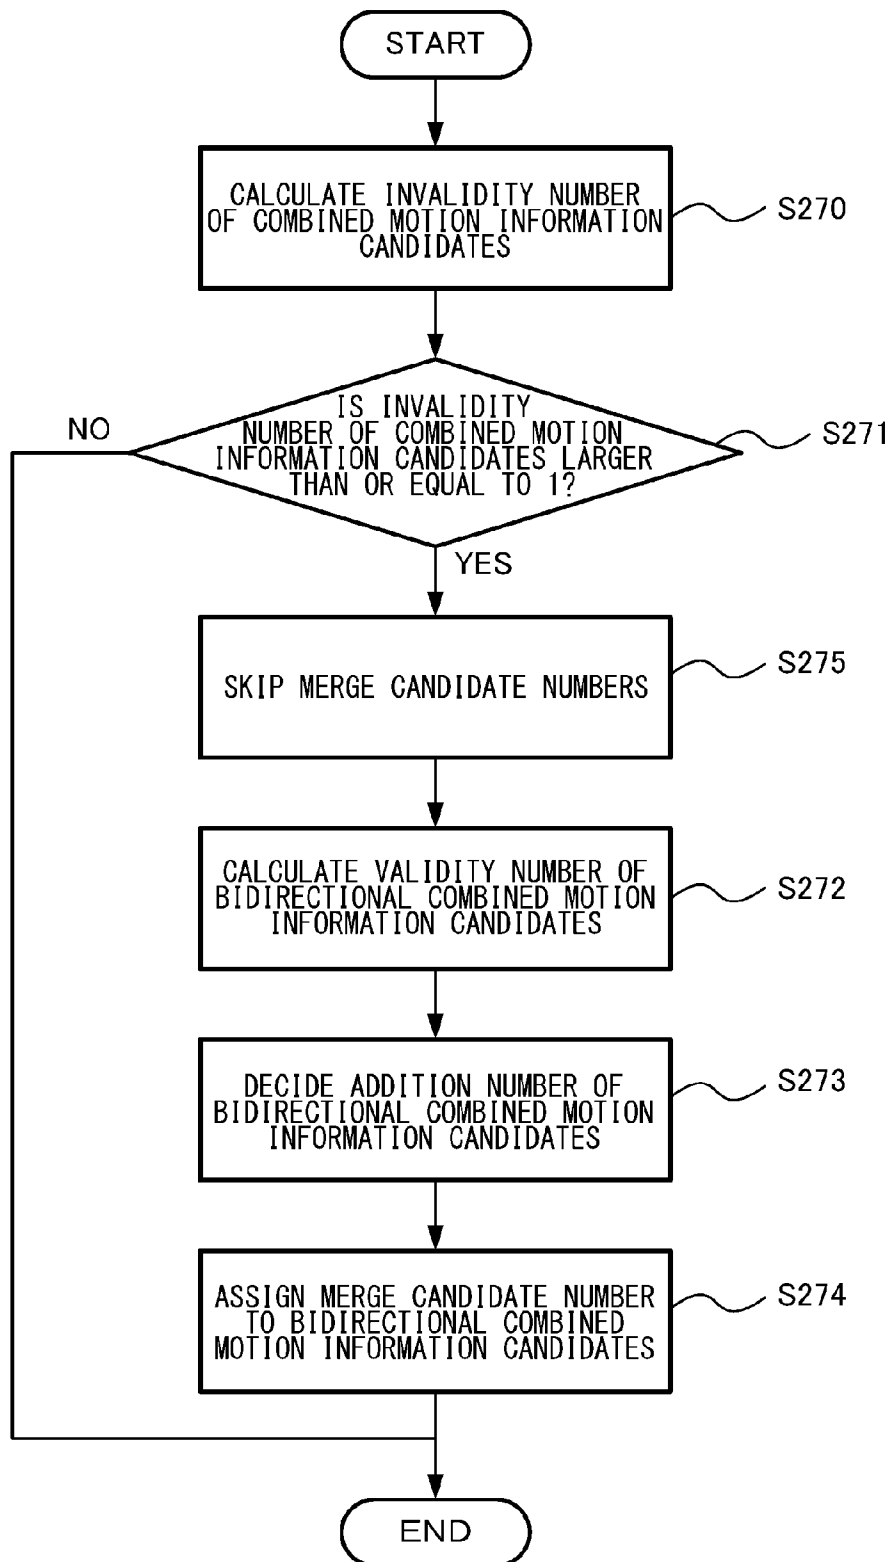 START
CALCULATE INVALIDITY NUMBER
OF COMBINED MOTION INFORMATION
CANDIDATES
S270
IS INVALIDITY
NUMBER OF COMBINED MOTION
INFORMATION CANDIDATES LARGER
THAN OR EQUAL TO 1?
S271
NO
YES
SKIP MERGE CANDIDATE NUMBERS
S275
CALCULATE VALIDITY NUMBER OF
BIDIRECTIONAL COMBINED MOTION
INFORMATION CANDIDATES
S272
DECIDE ADDITION NUMBER OF
BIDIRECTIONAL COMBINED MOTION
INFORMATION CANDIDATES
S273
ASSIGN MERGE CANDIDATE NUMBER
TO BIDIRECTIONAL COMBINED
MOTION INFORMATION CANDIDATES
S274
END